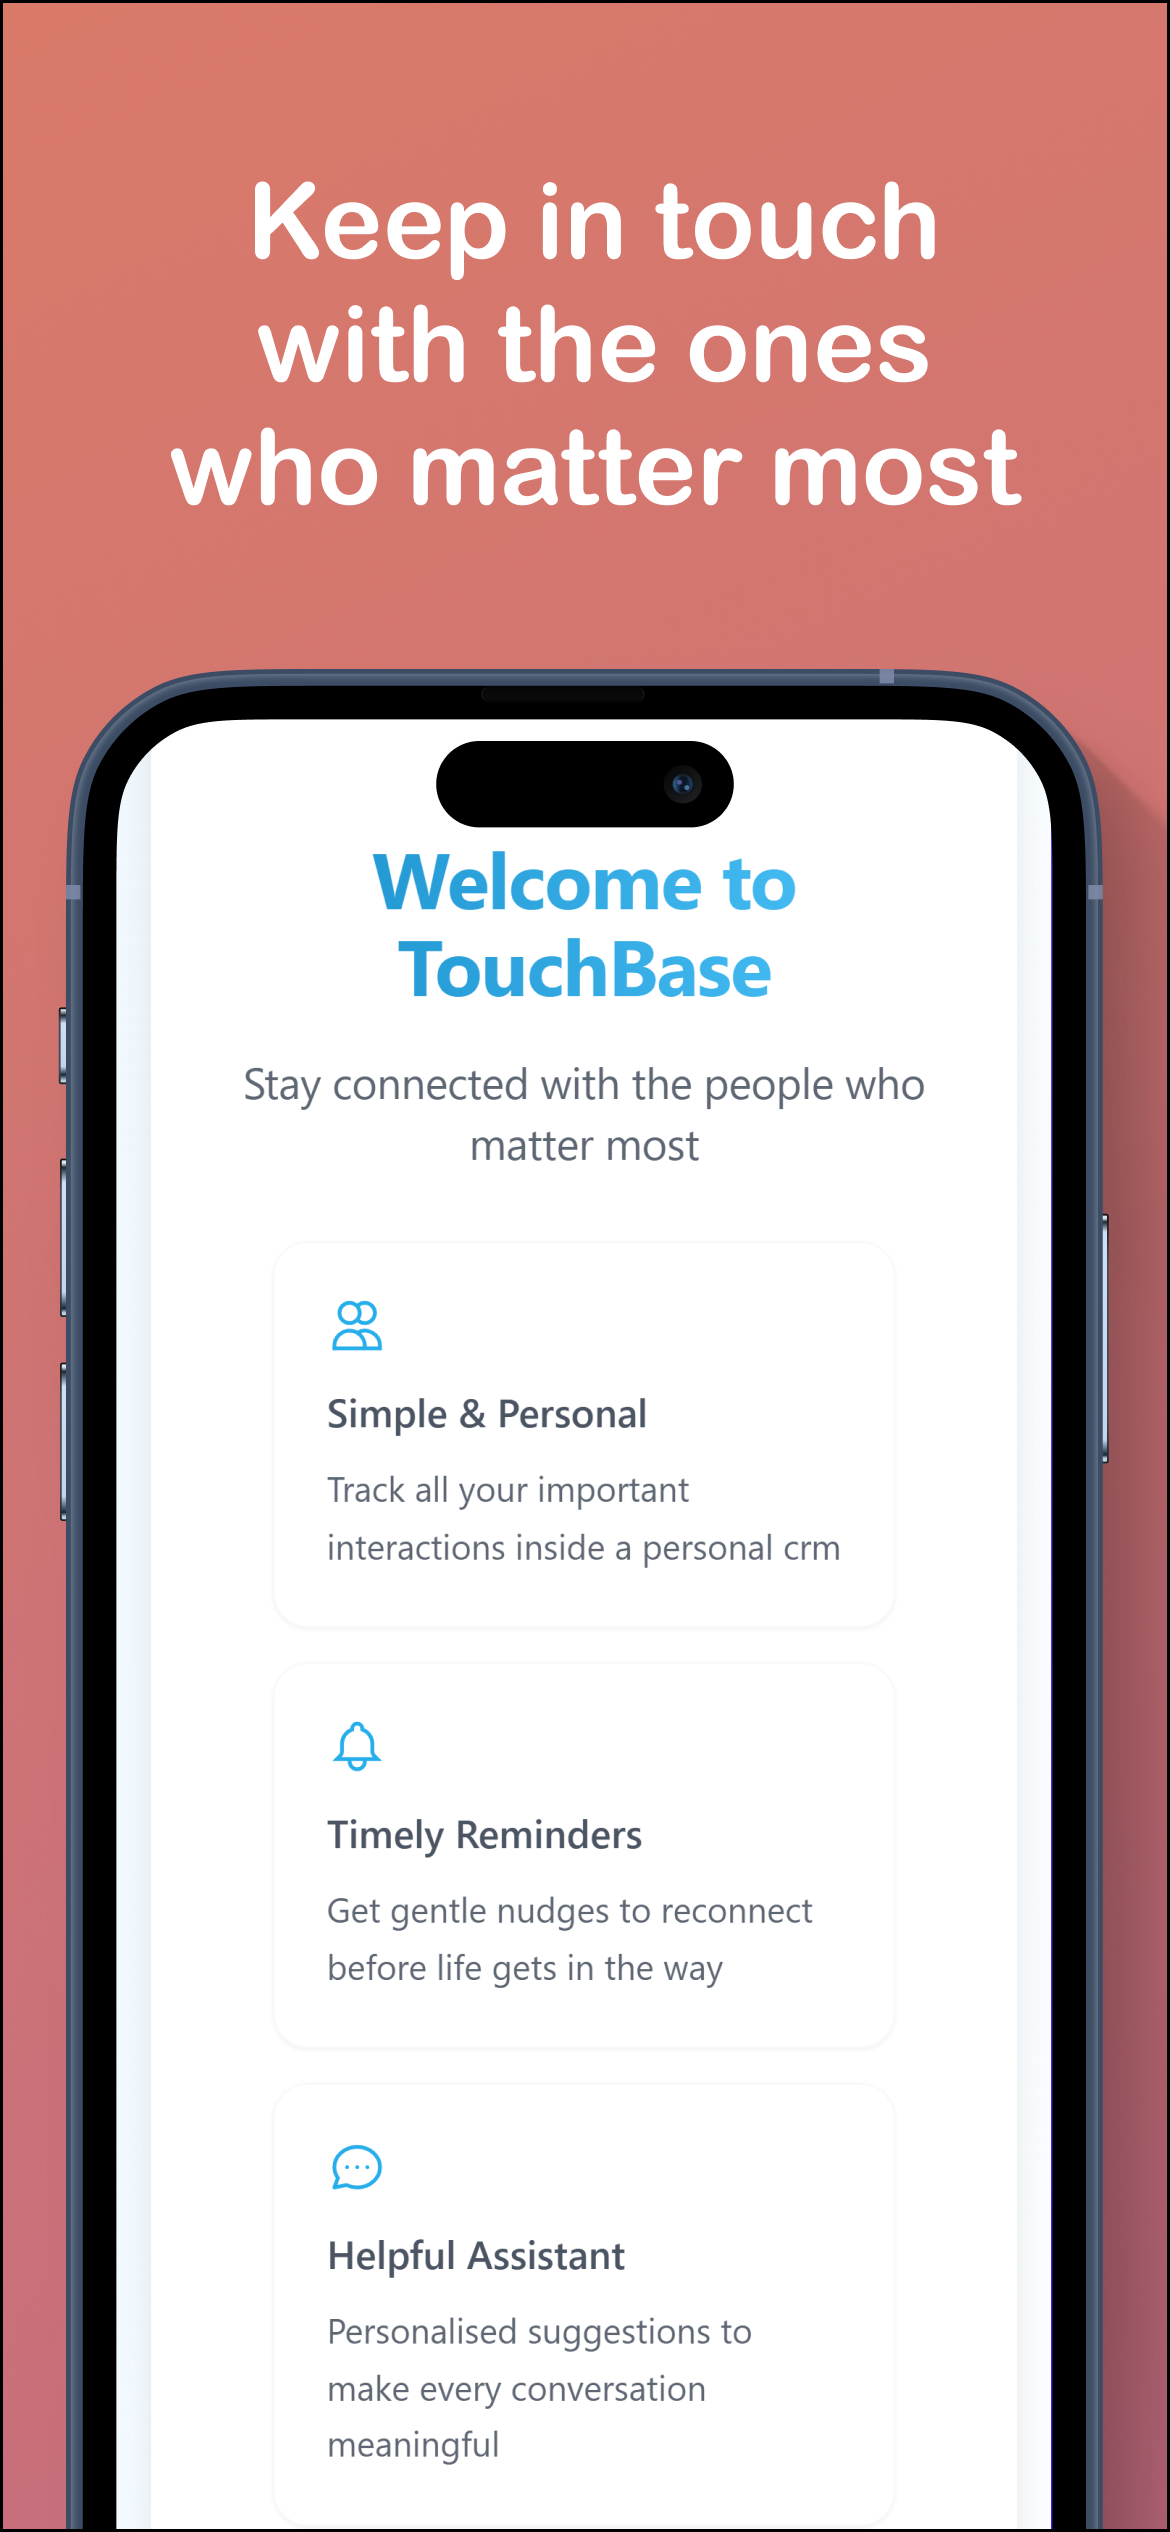 Keep in touch
with the ones
who matter most
Welcome to
TouchBase
Stay connected with the people who
matter most
Simple & Personal
Track all your important
interactions inside a personal crm
Timely Reminders
Get gentle nudges to reconnect
before life gets in the way
Helpful Assistant
Personalised suggestions to
make every conversation
meaningful